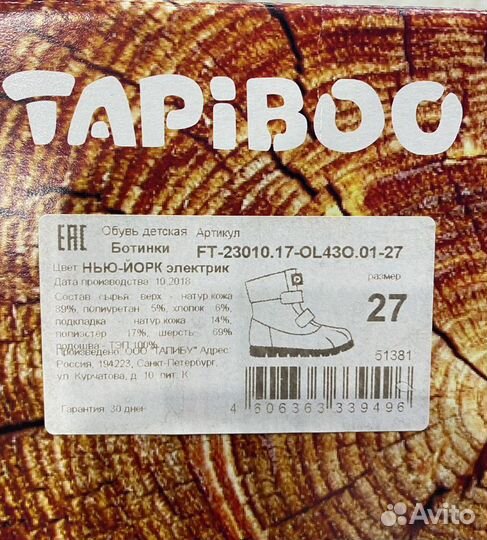 TAPiBOO
EAC
Обувь детская Артикул
Ботинки FT-23010.17-OL43O.01-27
Цвет НЬЮ-ЙОРК электрик
Дата производства 10.2018
размер
27
Состав сырья: верх - натур.кожа
89%, полиуретан 5%, хлопок 6%,
подкладка - натур.кожа - 14%,
полиэстер 17%, шерсть 69%
подошва - ТЭП 100%
Произведено: ООО "ТАПИБУ" Адрес:
Россия, 194223, Санкт-Петербург,
ул. Курчатова, д. 10 лит. К
51381
Гарантия: 30 дней
4 606363 339496
Avito